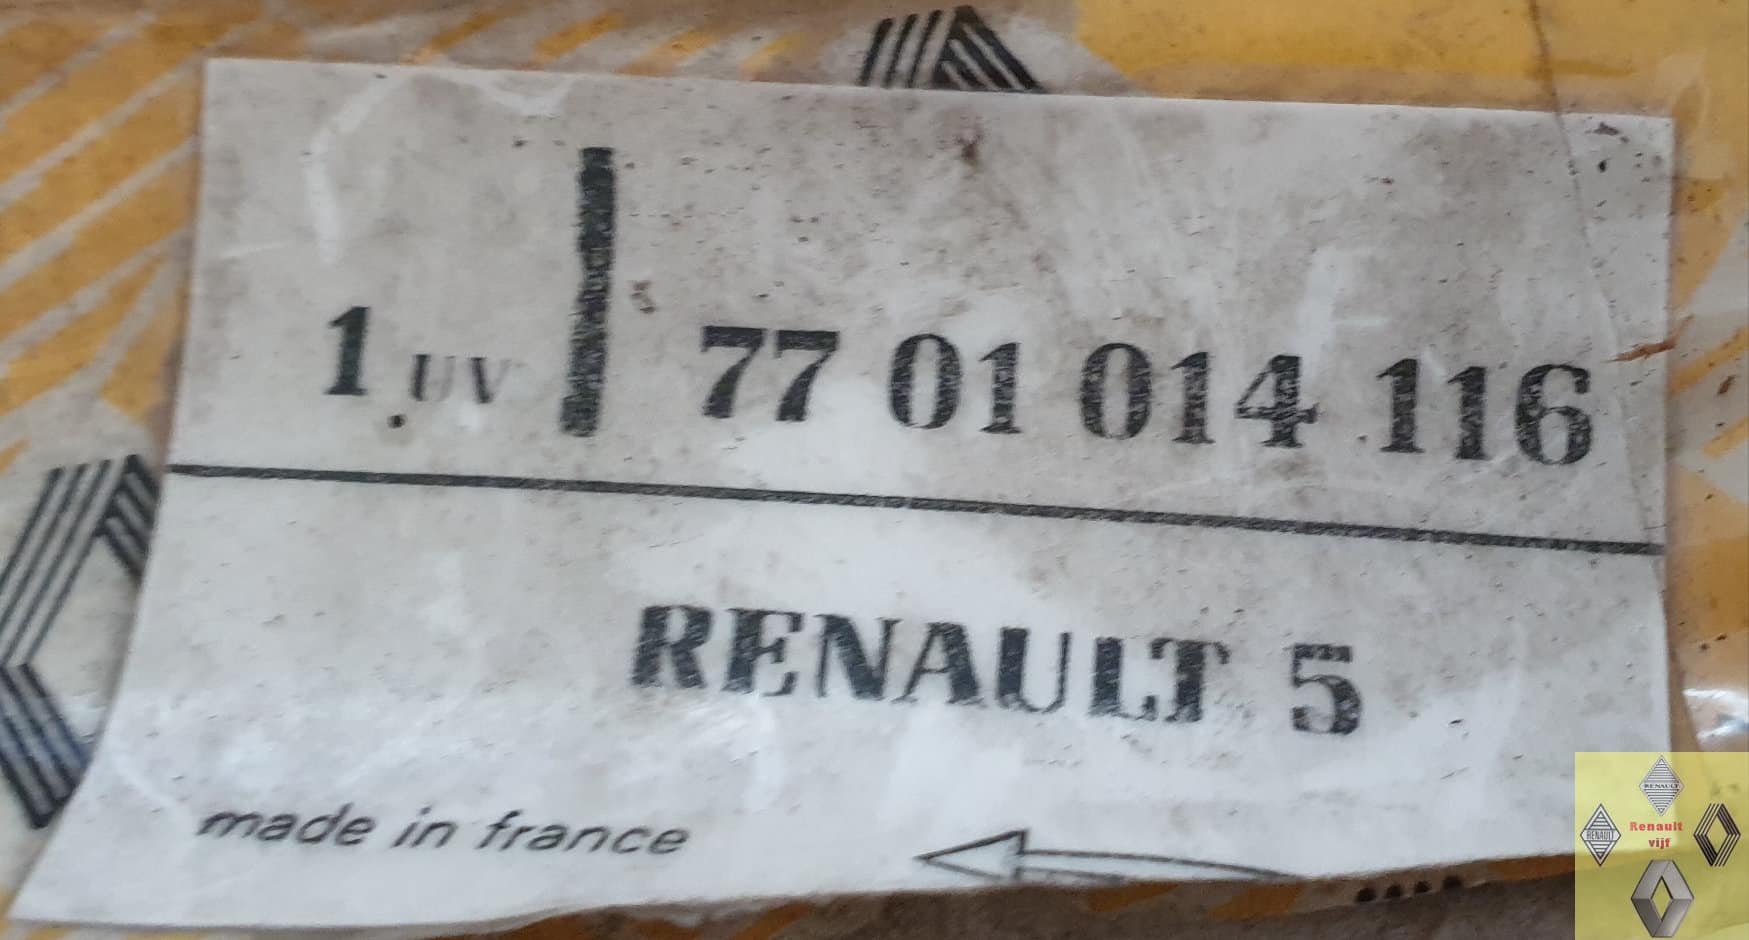 1 UV 77 01 014 116
RENAULT 5
made in france
RENAULT
RENAULT
Renault
vijf